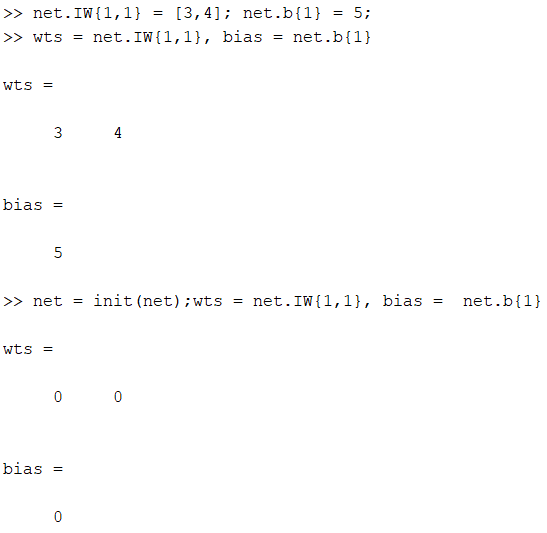 >> net.IW{1,1} = [3,4]; net.b{1} = 5;
>> wts = net.IW{1,1}, bias = net.b{1}
wts =
3 4
bias =
5
>> net = init(net);wts = net.IW{1,1}, bias =  net.b{1}
wts =
0 0
bias =
0